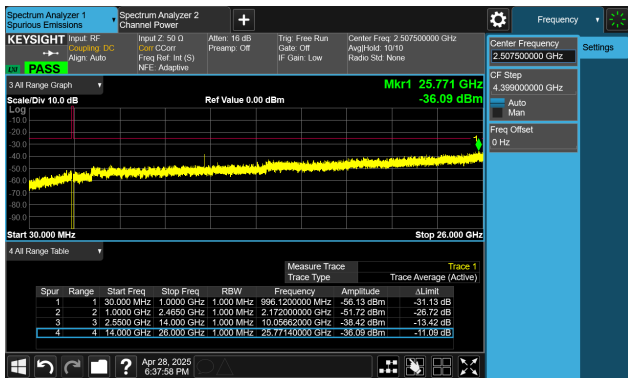 Spectrum Analyzer 1
Spurious Emissions
Spectrum Analyzer 2
Channel Power
+
Frequency
KEYSIGHT
Input: RF
Coupling: DC
Align: Auto
Input Z: 50 Ω
Corr CCorr
Freq Ref: Int (S)
NFE: Adaptive
Atten: 16 dB
Preamp: Off
Trig: Free Run
Gate: Off
IF Gain: Low
Center Freq: 2.507500000 GHz
Avg|Hold: 10/10
Radio Std: None
PASS
Center Frequency
2.507500000 GHz
Settings
CF Step
4.399000000 GHz
Auto
Man
Freq Offset
0 Hz
3 All Range Graph
Mkr1 25.771 GHz
-36.09 dBm
Scale/Div 10.0 dB
Ref Value 0.00 dBm
Log
-10.0
-20.0
-30.0
-40.0
-50.0
-60.0
-70.0
-80.0
-90.0
1
Start 30.000 MHz
Stop 26.000 GHz
4 All Range Table
Measure Trace Trace 1
Trace Type Trace Average (Active)
Spur Range Start Freq Stop Freq RBW Frequency Amplitude ΔLimit
1 1 30.000 MHz 1.0000 GHz 1.000 MHz 996.1200000 MHz -56.13 dBm -31.13 dB
2 2 1.0000 GHz 2.4650 GHz 1.000 MHz 2.172000000 GHz -51.72 dBm -26.72 dB
3 3 2.5500 GHz 14.000 GHz 1.000 MHz 10.05662000 GHz -38.42 dBm -13.42 dB
4 4 14.000 GHz 26.000 GHz 1.000 MHz 25.77140000 GHz -36.09 dBm -11.09 dB
?
Apr 28, 2025
6:37:58 PM